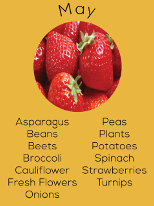 May
Asparagus
Beans
Beets
Broccoli
Cauliflower
Fresh Flowers
Onions
Peas
Plants
Potatoes
Spinach
Strawberries
Turnips